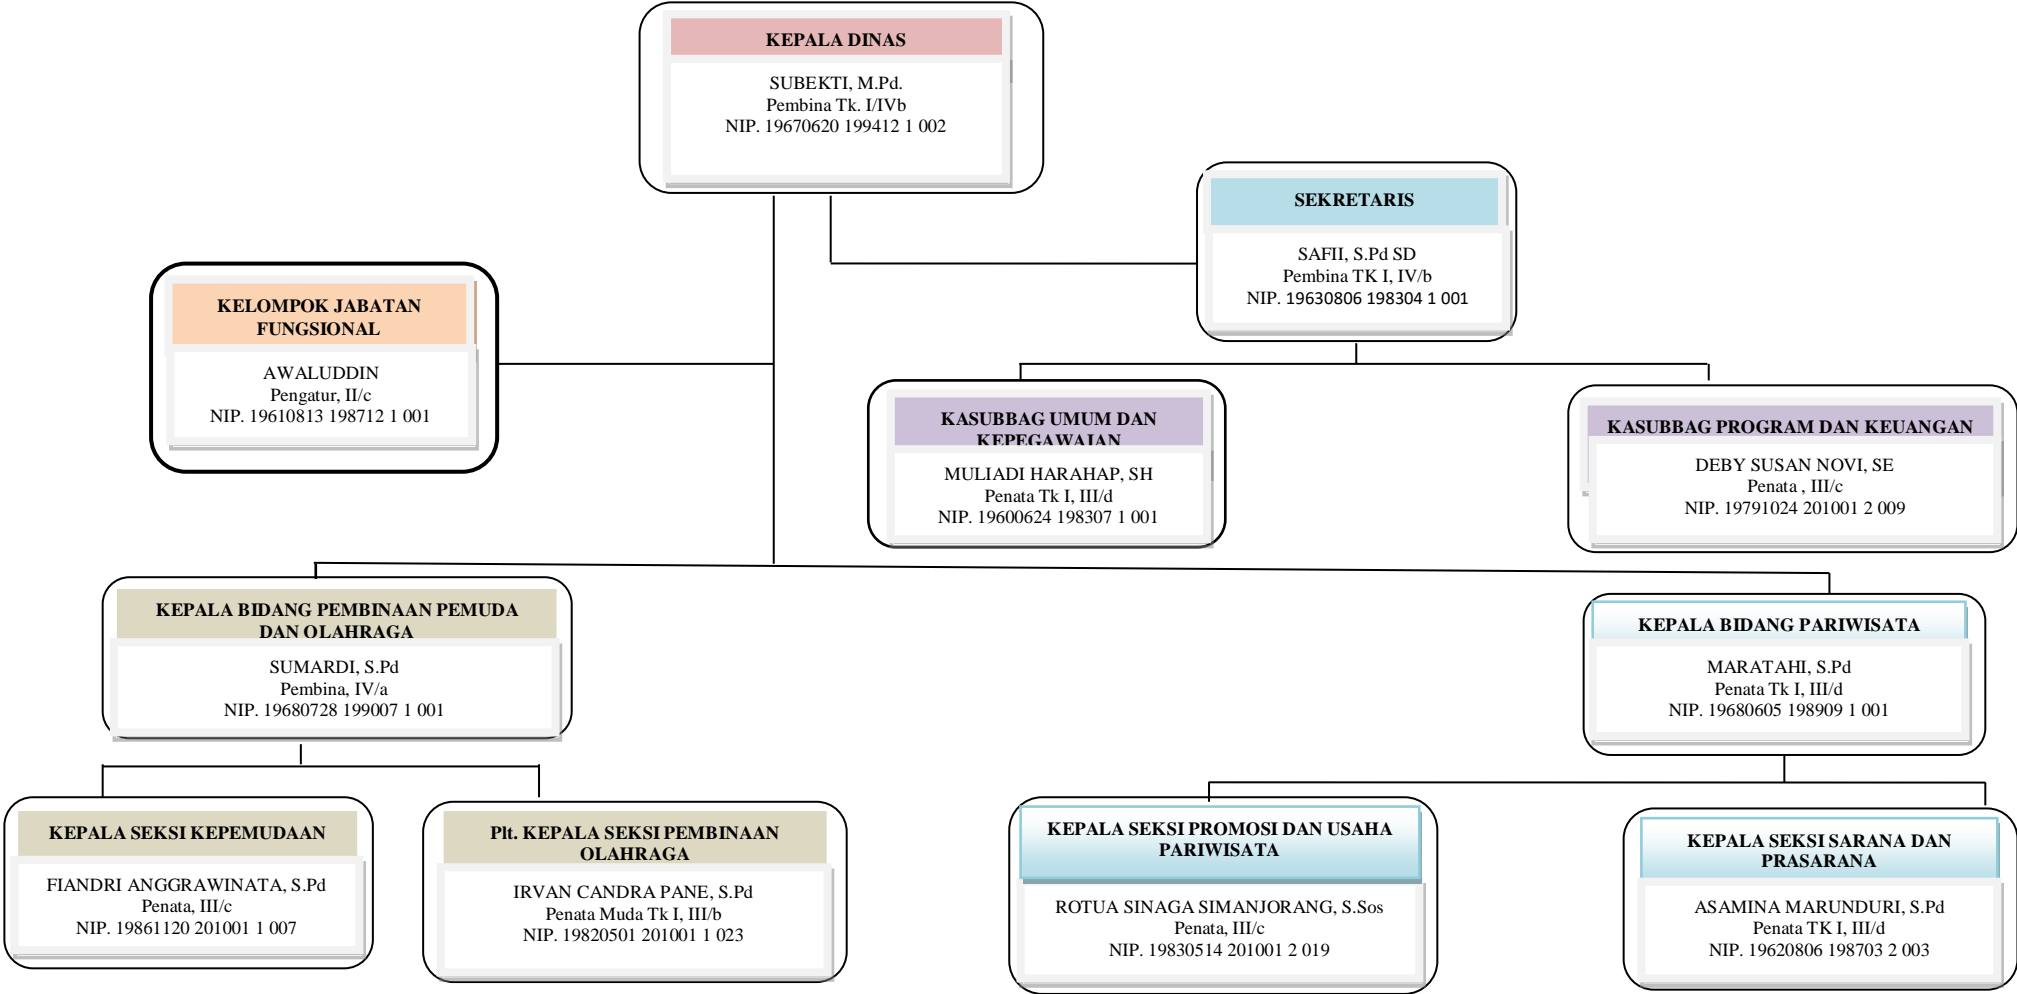 KEPALA DINAS
SUBEKTI, M.Pd.
Pembina Tk. I/IVb
NIP. 19670620 199412 1 002
SEKRETARIS
SAFII, S.Pd SD
Pembina TK I, IV/b
NIP. 19630806 198304 1 001
KELOMPOK JABATAN
FUNGSIONAL
AWALUDDIN
Pengatur, II/c
NIP. 19610813 198712 1 001
KASUBBAG UMUM DAN
KEPEGAWAIAN
MULIADI HARAHAP, SH
Penata Tk I, III/d
NIP. 19600624 198307 1 001
KASUBBAG PROGRAM DAN KEUANGAN
DEBY SUSAN NOVI, SE
Penata , III/c
NIP. 19791024 201001 2 009
KEPALA BIDANG PEMBINAAN PEMUDA
DAN OLAHRAGA
SUMARDI, S.Pd
Pembina, IV/a
NIP. 19680728 199007 1 001
KEPALA BIDANG PARIWISATA
MARATAHI, S.Pd
Penata Tk I, III/d
NIP. 19680605 198909 1 001
KEPALA SEKSI KEPEMUDAAN
FIANDRI ANGGRAWINATA, S.Pd
Penata, III/c
NIP. 19861120 201001 1 007
Plt. KEPALA SEKSI PEMBINAAN
OLAHRAGA
IRVAN CANDRA PANE, S.Pd
Penata Muda Tk I, III/b
NIP. 19820501 201001 1 023
KEPALA SEKSI PROMOSI DAN USAHA
PARIWISATA
ROTUA SINAGA SIMANJORANG, S.Sos
Penata, III/c
NIP. 19830514 201001 2 019
KEPALA SEKSI SARANA DAN
PRASARANA
ASAMINA MARUNDURI, S.Pd
Penata TK I, III/d
NIP. 19620806 198703 2 003